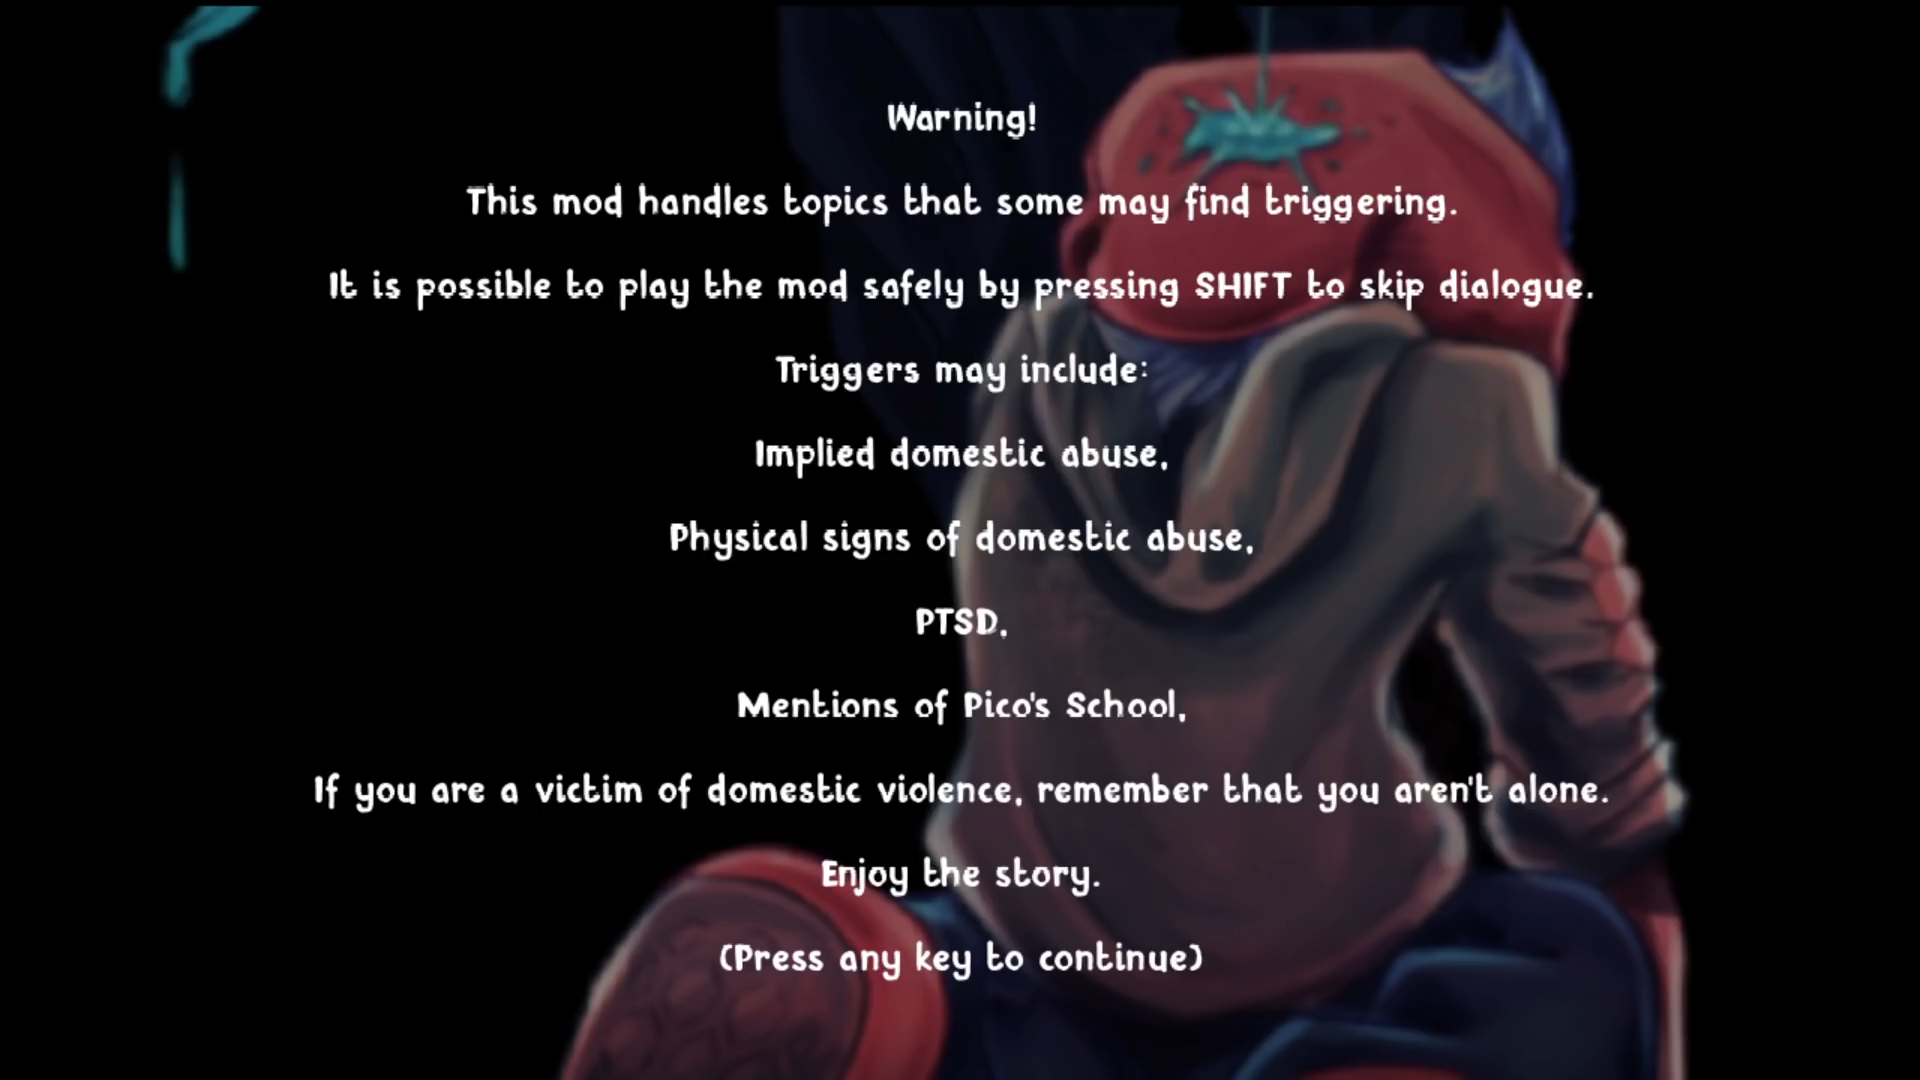 Warning!
This mod handles topics that some may find triggering.
It is possible to play the mod safely by pressing SHIFT to skip dialogue.
Triggers may include:
Implied domestic abuse,
Physical signs of domestic abuse,
PTSD,
Mentions of Pico's School,
If you are a victim of domestic violence, remember that you aren't alone.
Enjoy the story.
(Press any key to continue)